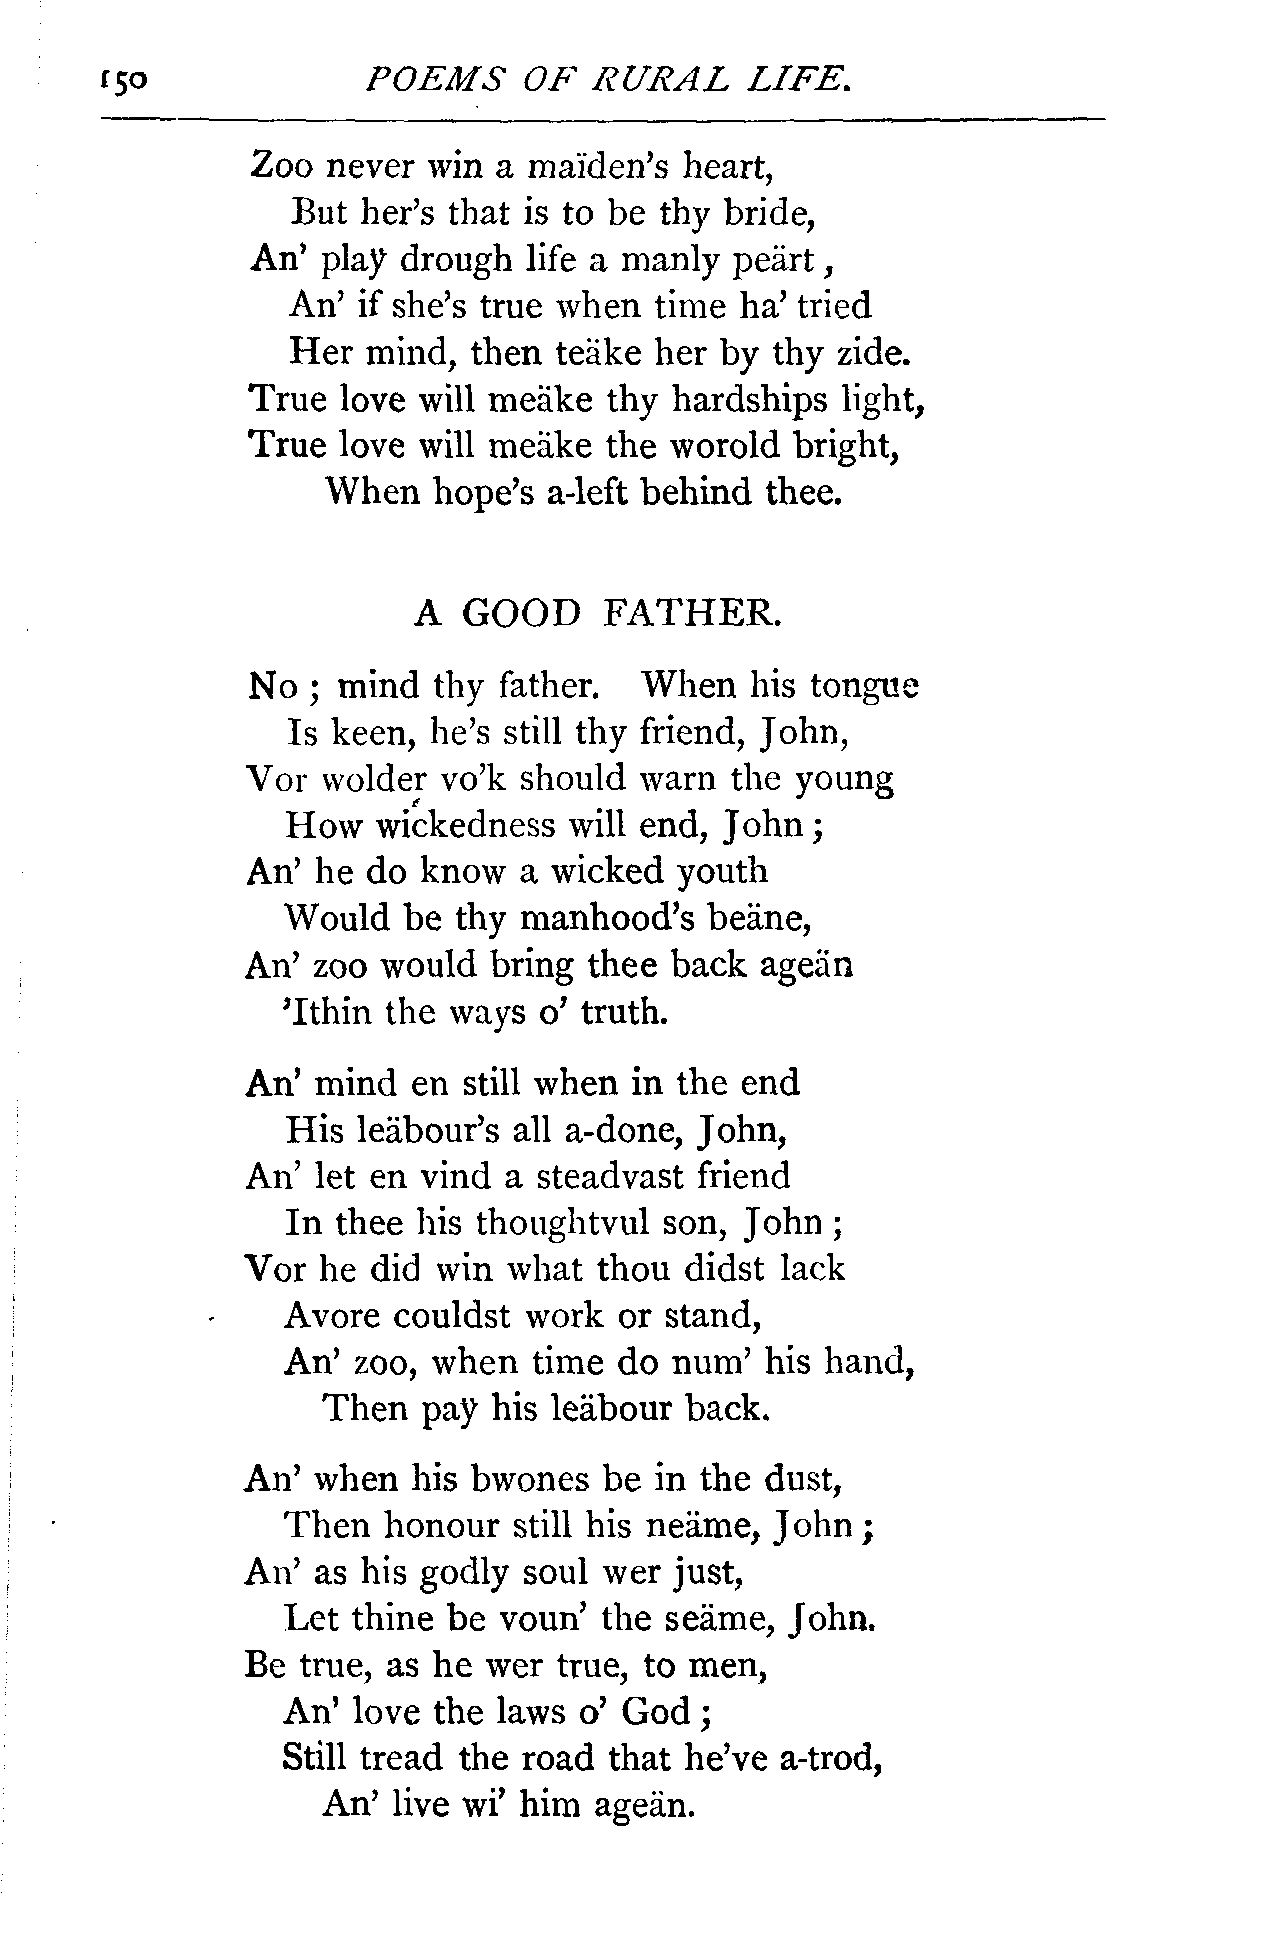 150 POEMS OF RURAL LIFE.
Zoo never win a maïden's heart,
But her's that is to be thy bride,
An' play drough life a manly peärt,
An' if she's true when time ha' tried
Her mind, then teäke her by thy zide.
True love will meäke thy hardships light,
True love will meäke the worold bright,
When hope's a-left behind thee.
A GOOD FATHER.
No; mind thy father. When his tongue
Is keen, he's still thy friend, John,
Vor wolder vo'k should warn the young
How wickedness will end, John;
An' he do know a wicked youth
Would be thy manhood's beäne,
An' zoo would bring thee back ageän
'Ithin the ways o' truth.
An' mind en still when in the end
His leäbour's all a-done, John,
An' let en vind a steadvast friend
In thee his thoughtvul son, John;
Vor he did win what thou didst lack
Avore couldst work or stand,
An' zoo, when time do num' his hand,
Then paÿ his leäbour back.
An' when his bwones be in the dust,
Then honour still his neäme, John;
An' as his godly soul wer just,
Let thine be voun' the seäme, John.
Be true, as he wer true, to men,
An' love the laws o' God;
Still tread the road that he've a-trod,
An' live wi' him ageän.